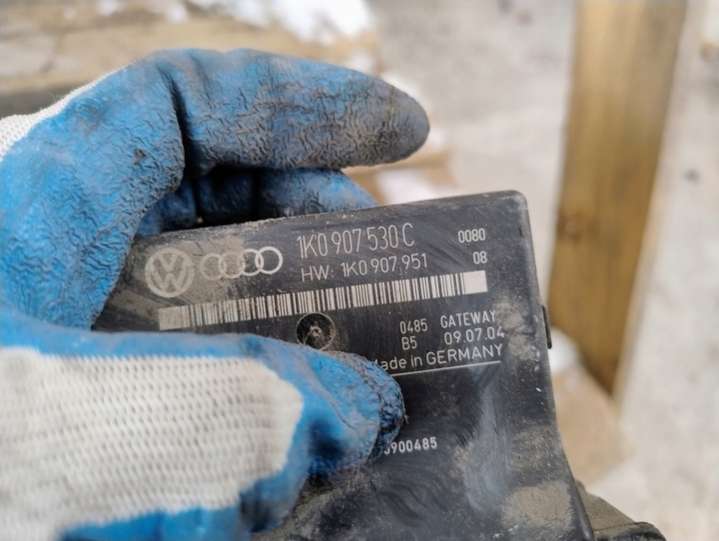 1K0 907 530 C 0080
HW: 1K0 907 951 08
0485 GATEWAY
B5 09.07.04
Made in GERMANY
900485